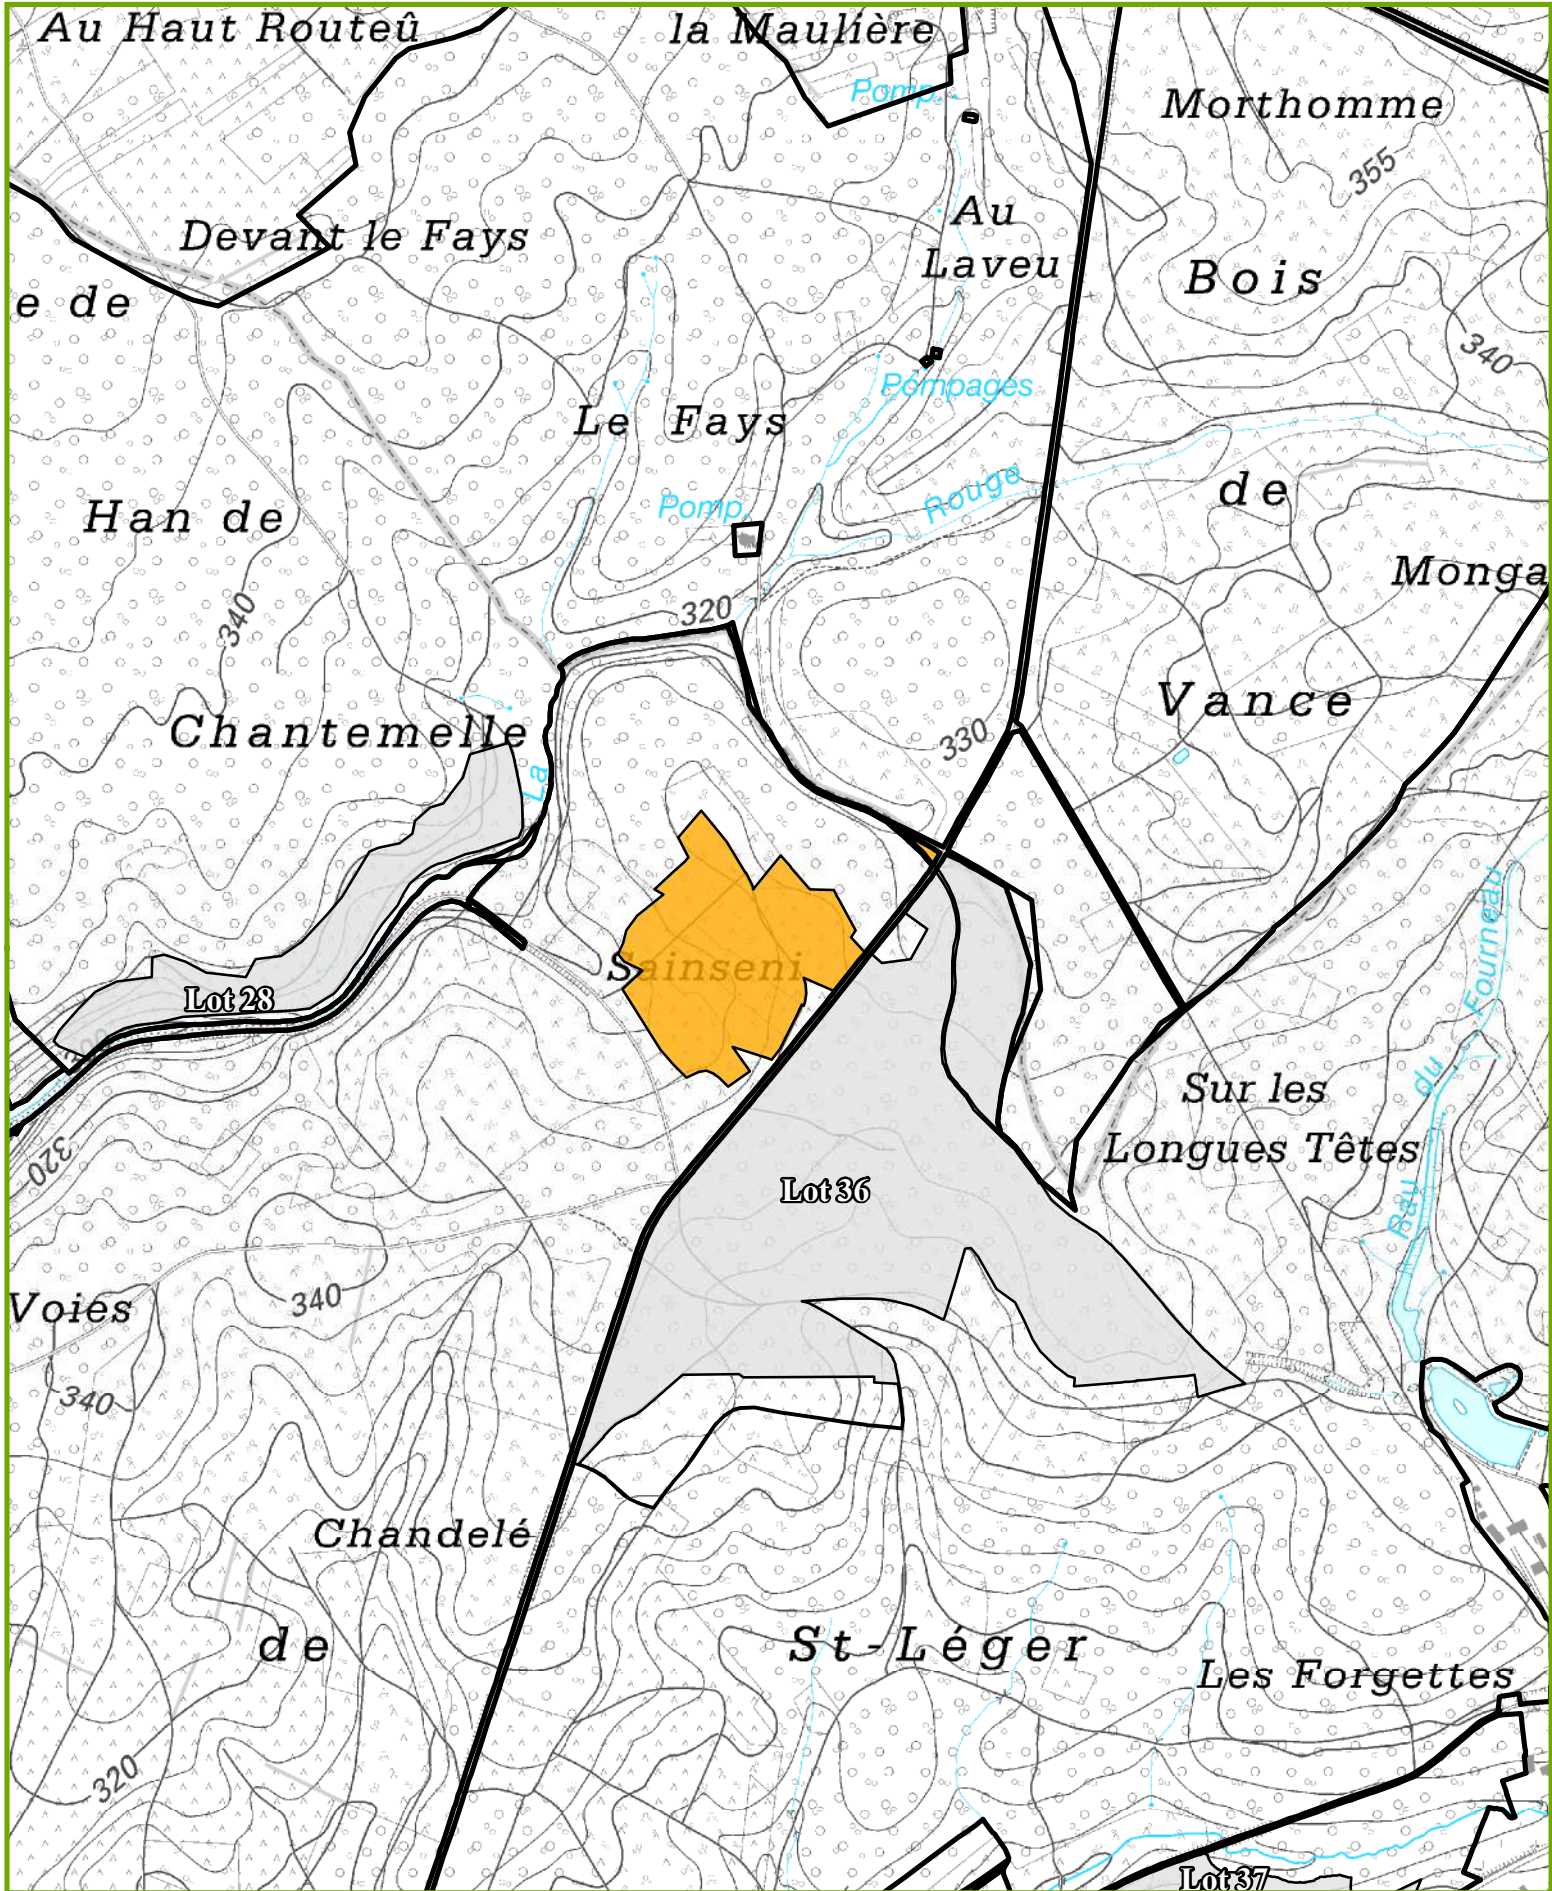 Au Haut Routeû
la Maulière
Pomp.
Morthomme
355
Au
Laveu
Devant le Fays
Bois
e de
340
Pompages
Le Fays
Rouge
de
Han de
Pomp.
Monga
340
320
Vance
Chantemelle
330
La
Fourneau
Sainseni
Lot 28
du
Sur les
Longues Têtes
320
Lot 36
Rau
Voies
340
340
Chandelé
de
St-Léger
Les Forgettes
320
Lot 37